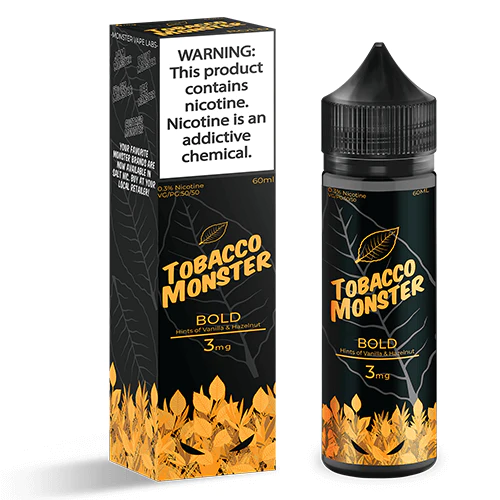 -MONSTER VAPE LABS-
YOUR FAVORITE
MONSTER BRANDS ARE
NOW AVAILABLE IN
SALT NIC. BUY AT YOUR
LOCAL RETAILER!
WARNING:
This product
contains
nicotine.
Nicotine is an
addictive
chemical.
0.3% Nicotine
VG/PG:50/50
60ml
TOBACCO
MONSTER
BOLD
Hints of Vanilla & Hazelnut
3mg
0.3% Nicotine
VG/PG:50/50
60ML
TOBACCO
MONSTER
BOLD
Hints of Vanilla & Hazelnut
3mg